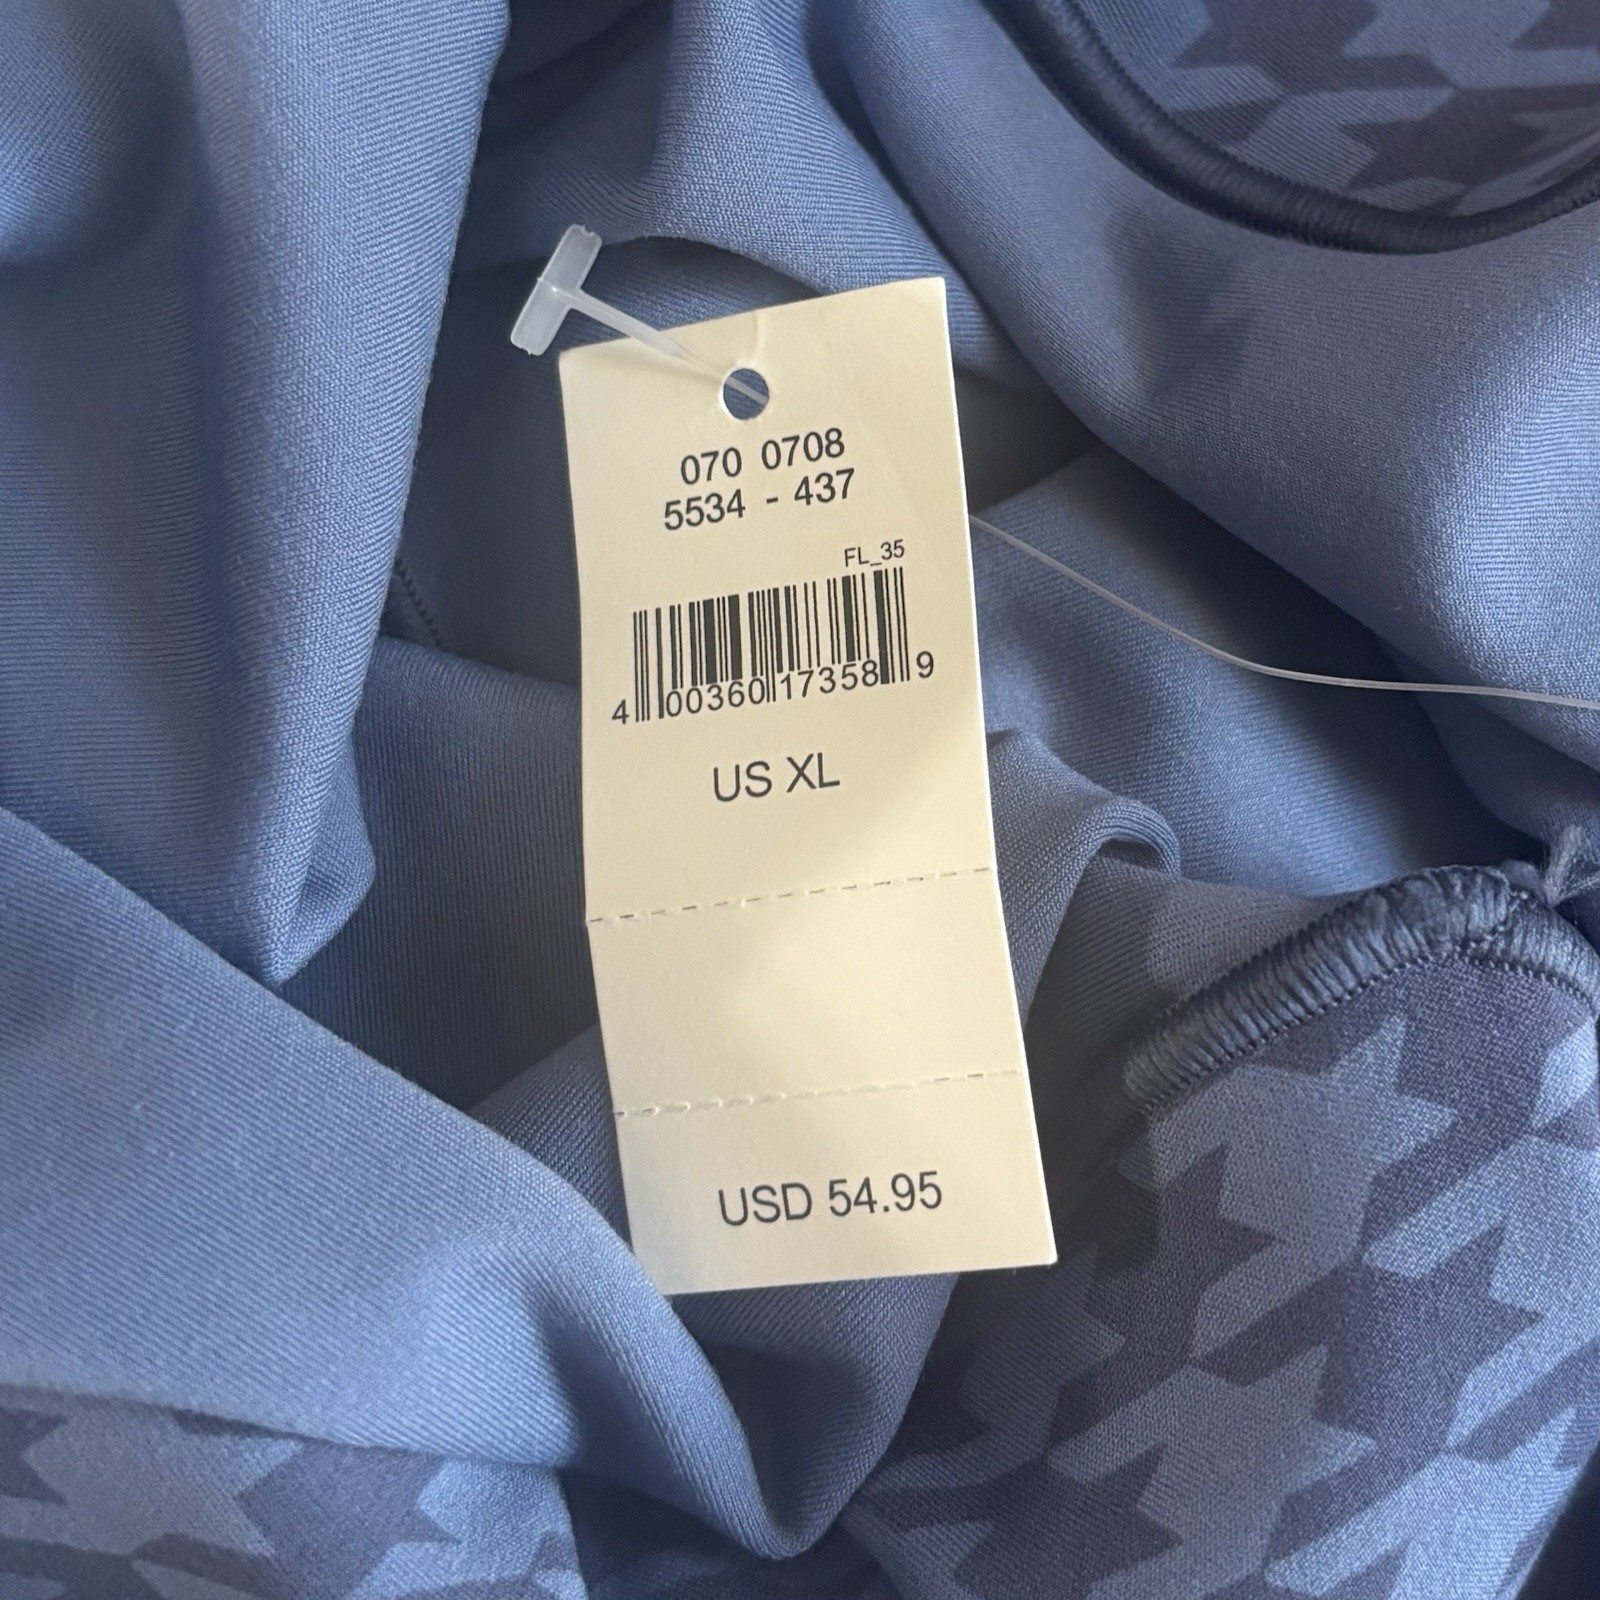 070 0708
5534 - 437
FL_35
4 00360 17358 9
US XL
USD 54.95